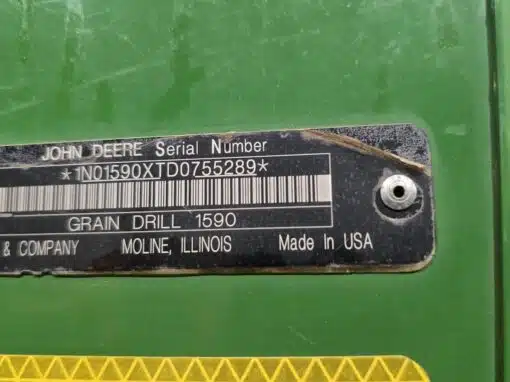 JOHN DEERE Serial Number
*1N01590XTD0755289*
GRAIN DRILL 1590
& COMPANY MOLINE, ILLINOIS Made In USA